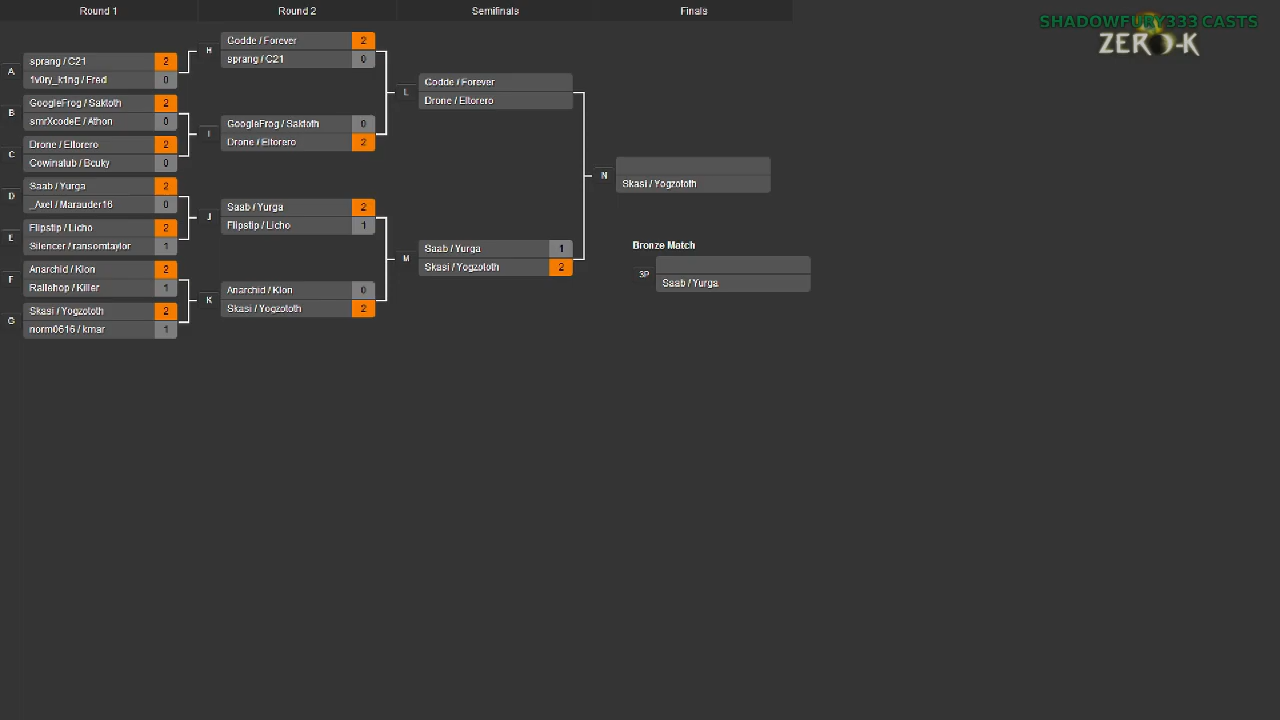 Round 1
Round 2
Semifinals
Finals
SHADOWFURY333 CASTS
ZERO-K
A
sprang / C21 2
1v0ry_k1ng / Fred 0
B
GoogleFrog / Saktoth 2
smrXcodeE / Athon 0
C
Drone / Eltorero 2
Cowinalub / Bcuky 0
D
Saab / Yurga 2
_Axel / Marauder16 0
E
Flipstip / Licho 2
Silencer / ransomtaylor 1
F
Anarchid / Klon 2
Rallehop / Killer 1
G
Skasi / Yogzototh 2
norm0616 / kmar 1
H
Godde / Forever 2
sprang / C21 0
I
GoogleFrog / Saktoth 0
Drone / Eltorero 2
J
Saab / Yurga 2
Flipstip / Licho 1
K
Anarchid / Klon 0
Skasi / Yogzototh 2
L
Godde / Forever
Drone / Eltorero
M
Saab / Yurga 1
Skasi / Yogzototh 2
N
Skasi / Yogzototh
Bronze Match
3P
Saab / Yurga